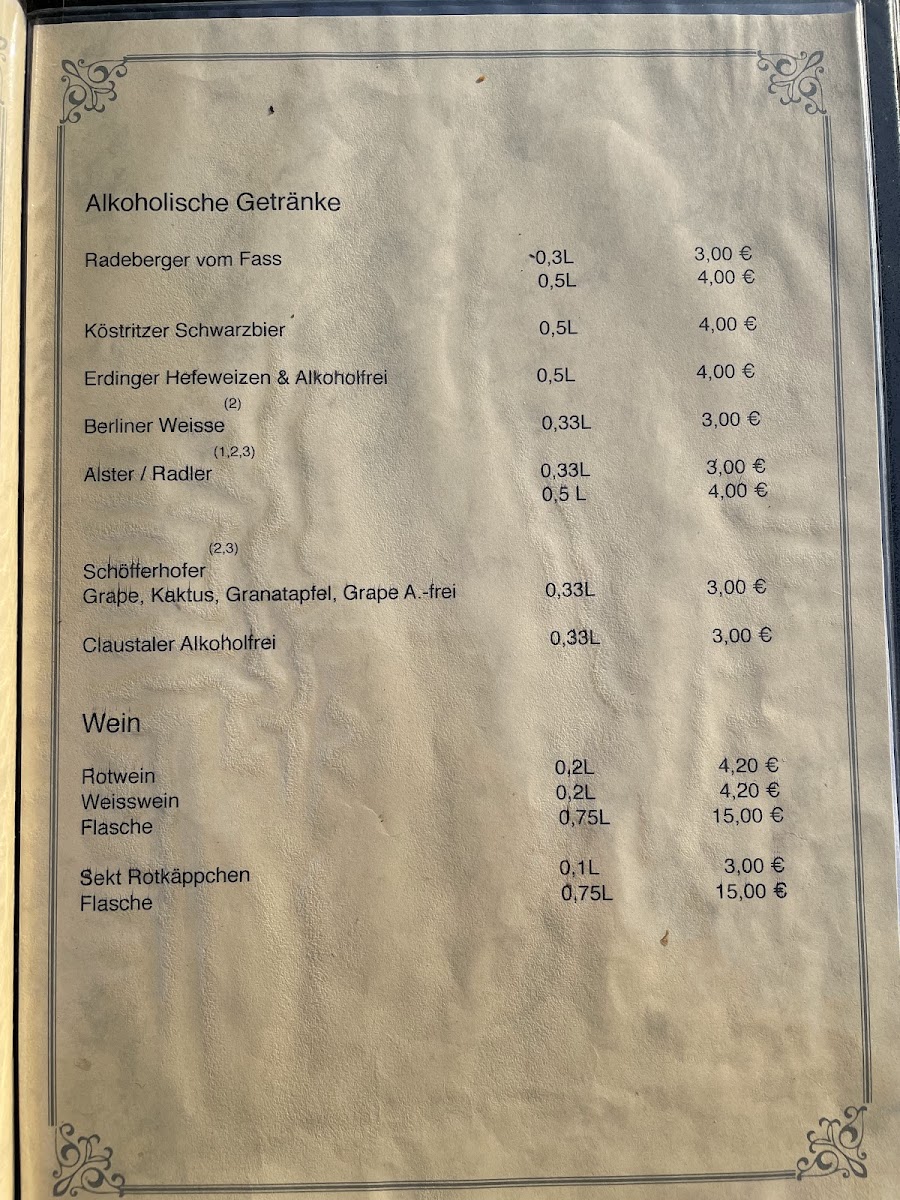 Alkoholische Getränke
Radeberger vom Fass 0,3L 3,00 €
0,5L 4,00 €
Köstritzer Schwarzbier 0,5L 4,00 €
Erdinger Hefeweizen & Alkoholfrei 0,5L 4,00 €
(2)
Berliner Weisse 0,33L 3,00 €
(1,2,3)
Alster / Radler 0,33L 3,00 €
0,5 L 4,00 €
(2,3)
Schöfferhofer
Grape, Kaktus, Granatapfel, Grape A.-frei 0,33L 3,00 €
Claustaler Alkoholfrei 0,33L 3,00 €
Wein
Rotwein 0,2L 4,20 €
Weisswein 0,2L 4,20 €
Flasche 0,75L 15,00 €
Sekt Rotkäppchen 0,1L 3,00 €
Flasche 0,75L 15,00 €